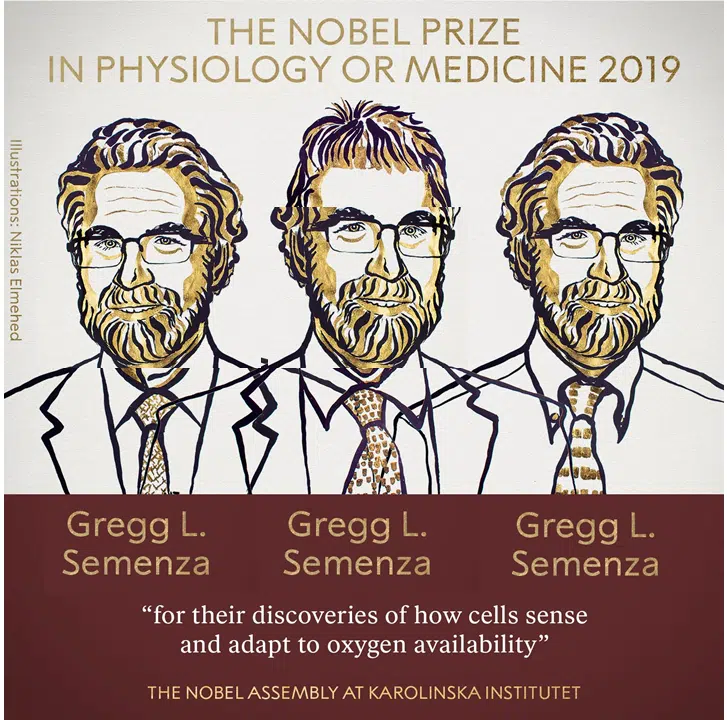 THE NOBEL PRIZE
IN PHYSIOLOGY OR MEDICINE 2019
Illustrations: Niklas Elmehed
Gregg L.
Semenza
Gregg L.
Semenza
Gregg L.
Semenza
“for their discoveries of how cells sense
and adapt to oxygen availability”
THE NOBEL ASSEMBLY AT KAROLINSKA INSTITUTET